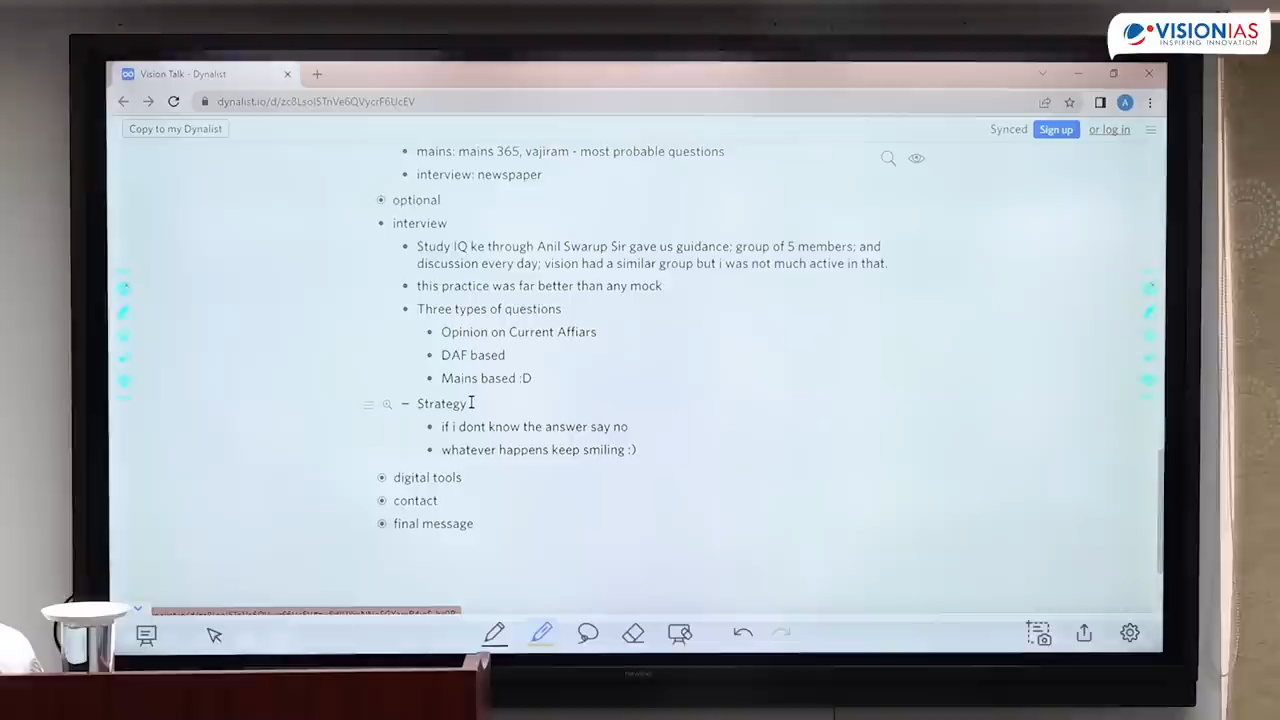 VISIONIAS
INSPIRING INNOVATION
Vision Talk - Dynalist
dynalist.io/d/zc8LsolSTnVe6QVycrF6UcEV
A
Copy to my Dynalist
Synced
Sign up
or log in
mains: mains 365, vajiram - most probable questions
interview: newspaper
optional
interview
Study IQ ke through Anil Swarup Sir gave us guidance; group of 5 members; and
discussion every day; vision had a similar group but i was not much active in that.
this practice was far better than any mock
Three types of questions
Opinion on Current Affiars
DAF based
Mains based :D
Strategy
if i dont know the answer say no
whatever happens keep smiling :)
digital tools
contact
final message
newline